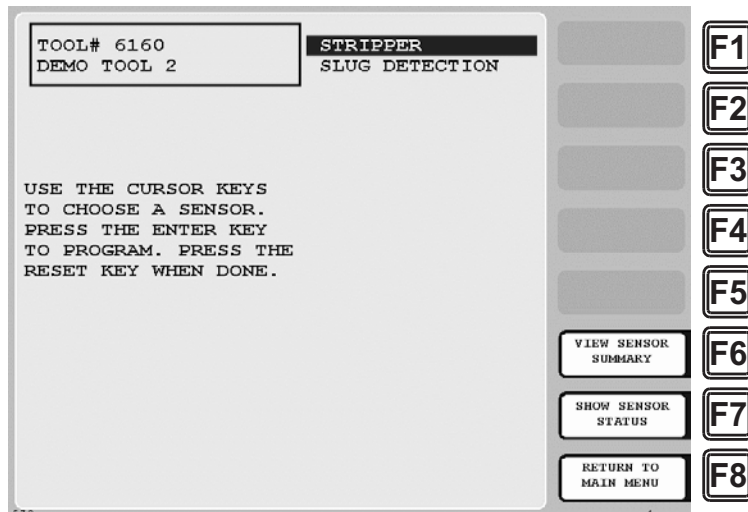 TOOL# 6160
DEMO TOOL 2
STRIPPER
SLUG DETECTION
USE THE CURSOR KEYS
TO CHOOSE A SENSOR.
PRESS THE ENTER KEY
TO PROGRAM. PRESS THE
RESET KEY WHEN DONE.
F1
F2
F3
F4
F5
VIEW SENSOR
SUMMARY
F6
SHOW SENSOR
STATUS
F7
RETURN TO
MAIN MENU
F8